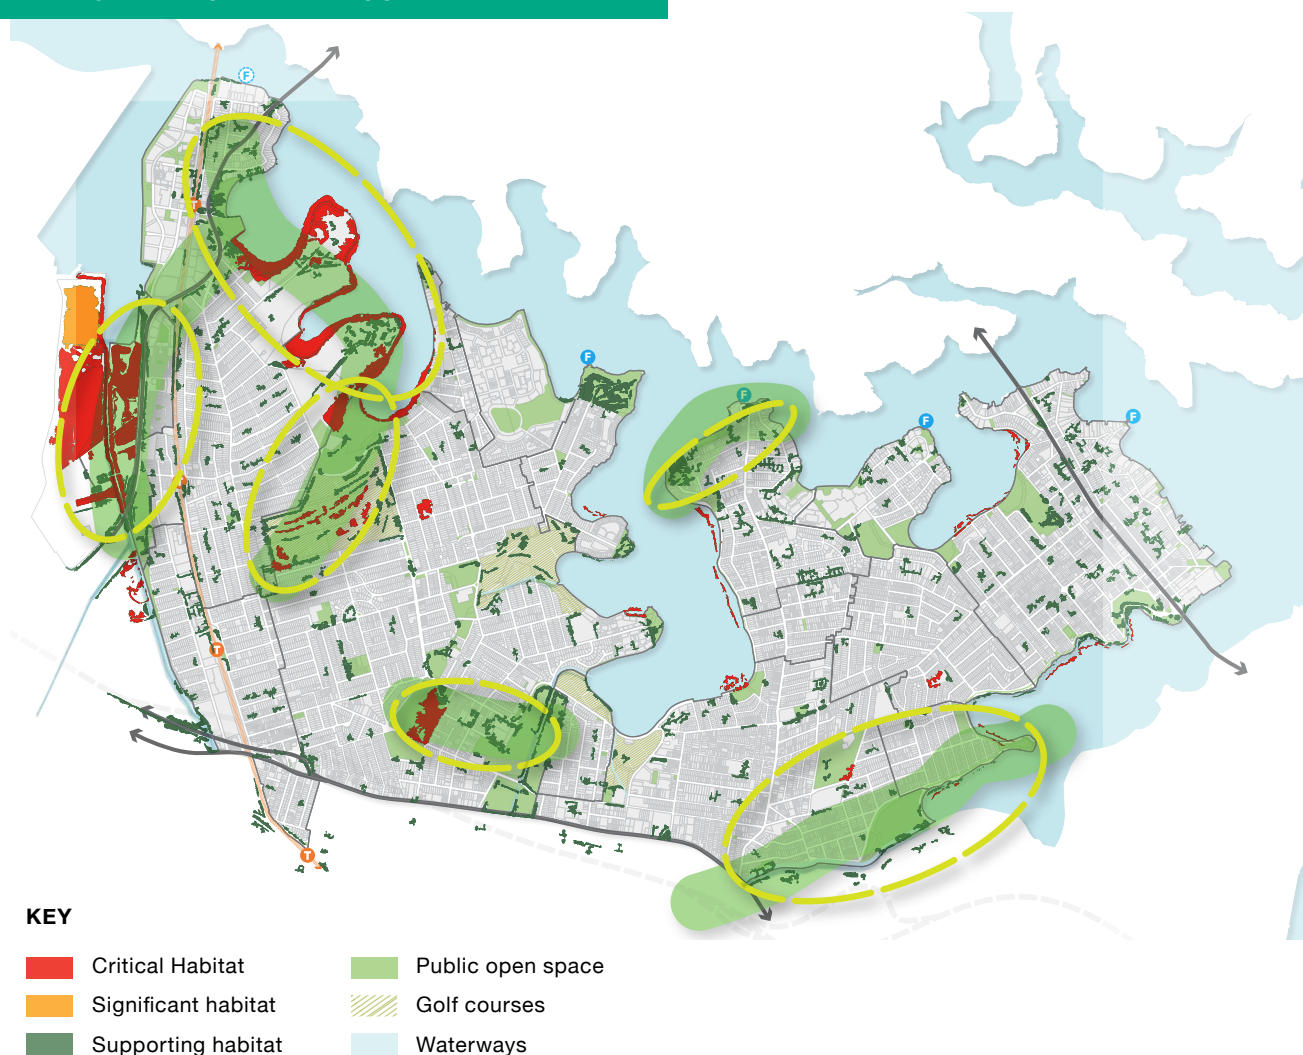 F
F
F
F
F
T
T
KEY
Critical Habitat
Significant habitat
Supporting habitat
Public open space
Golf courses
Waterways